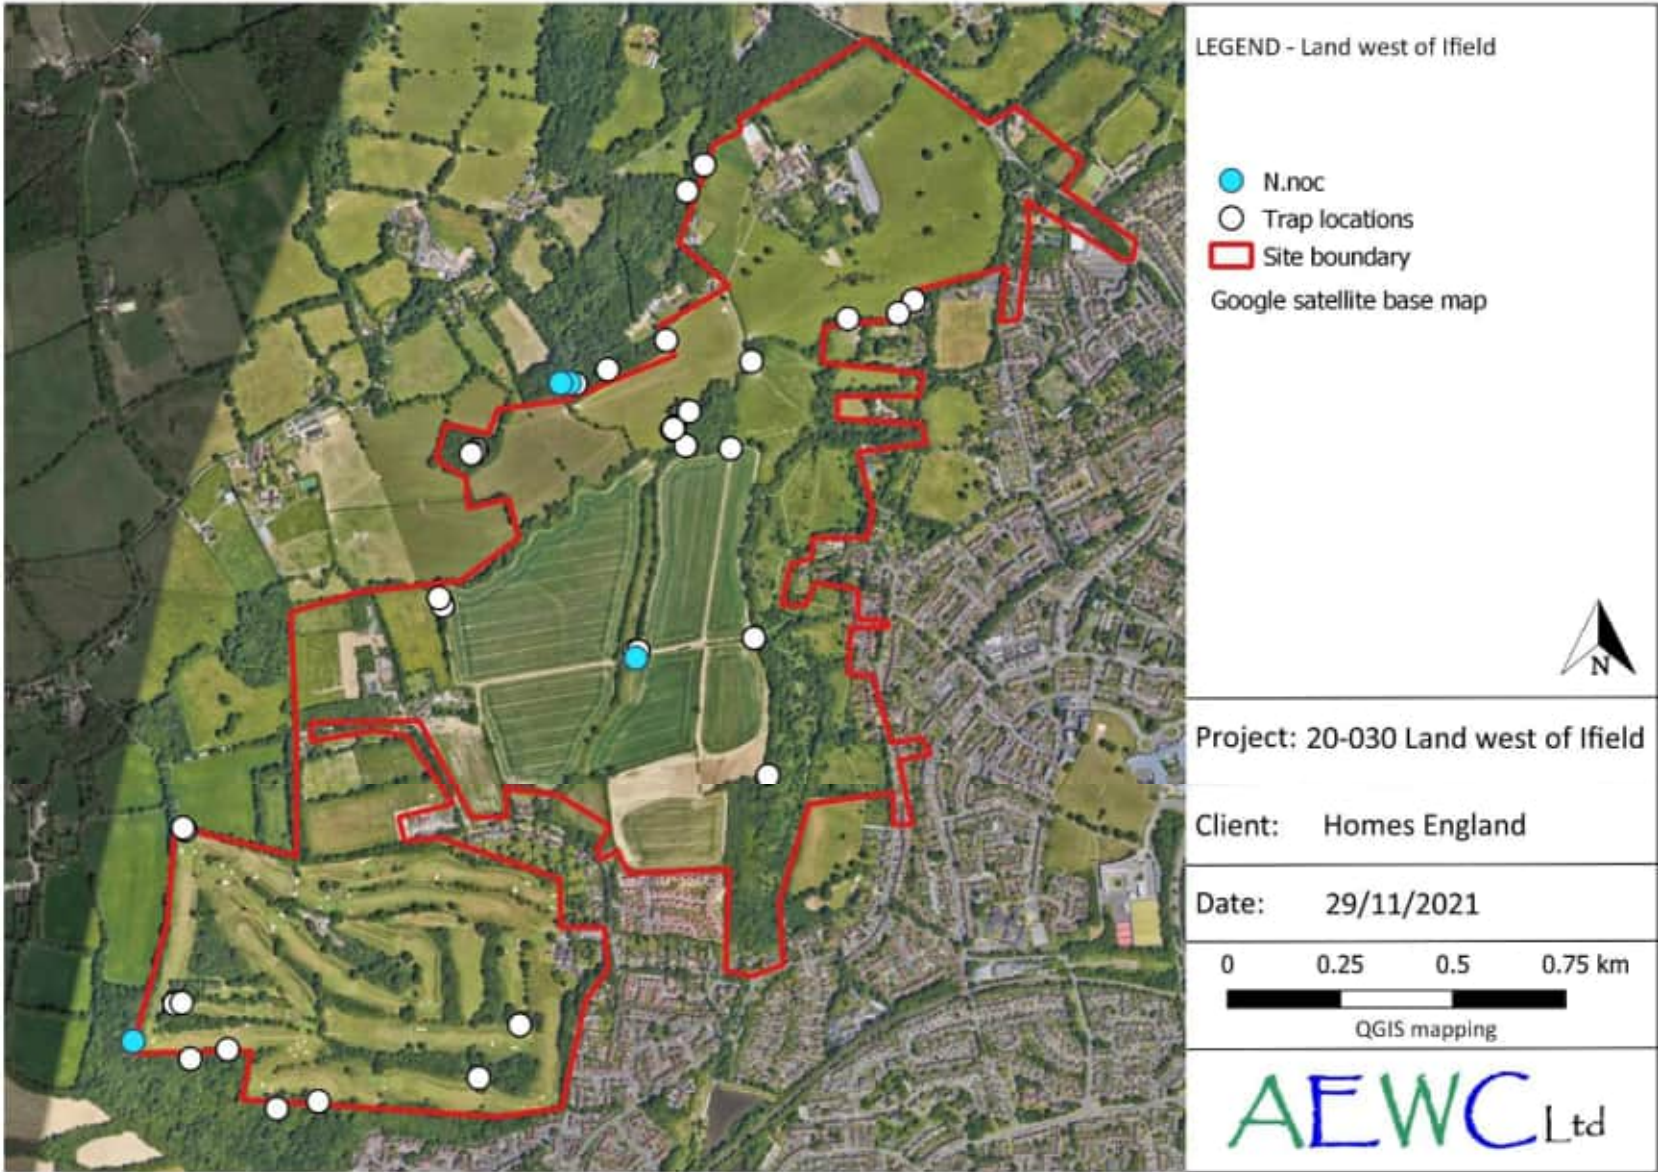 LEGEND - Land west of Ifield
N.noc
Trap locations
Site boundary
Google satellite base map
N
Project: 20-030 Land west of Ifield
Client: Homes England
Date: 29/11/2021
0 0.25 0.5 0.75 km
QGIS mapping
AEWC Ltd